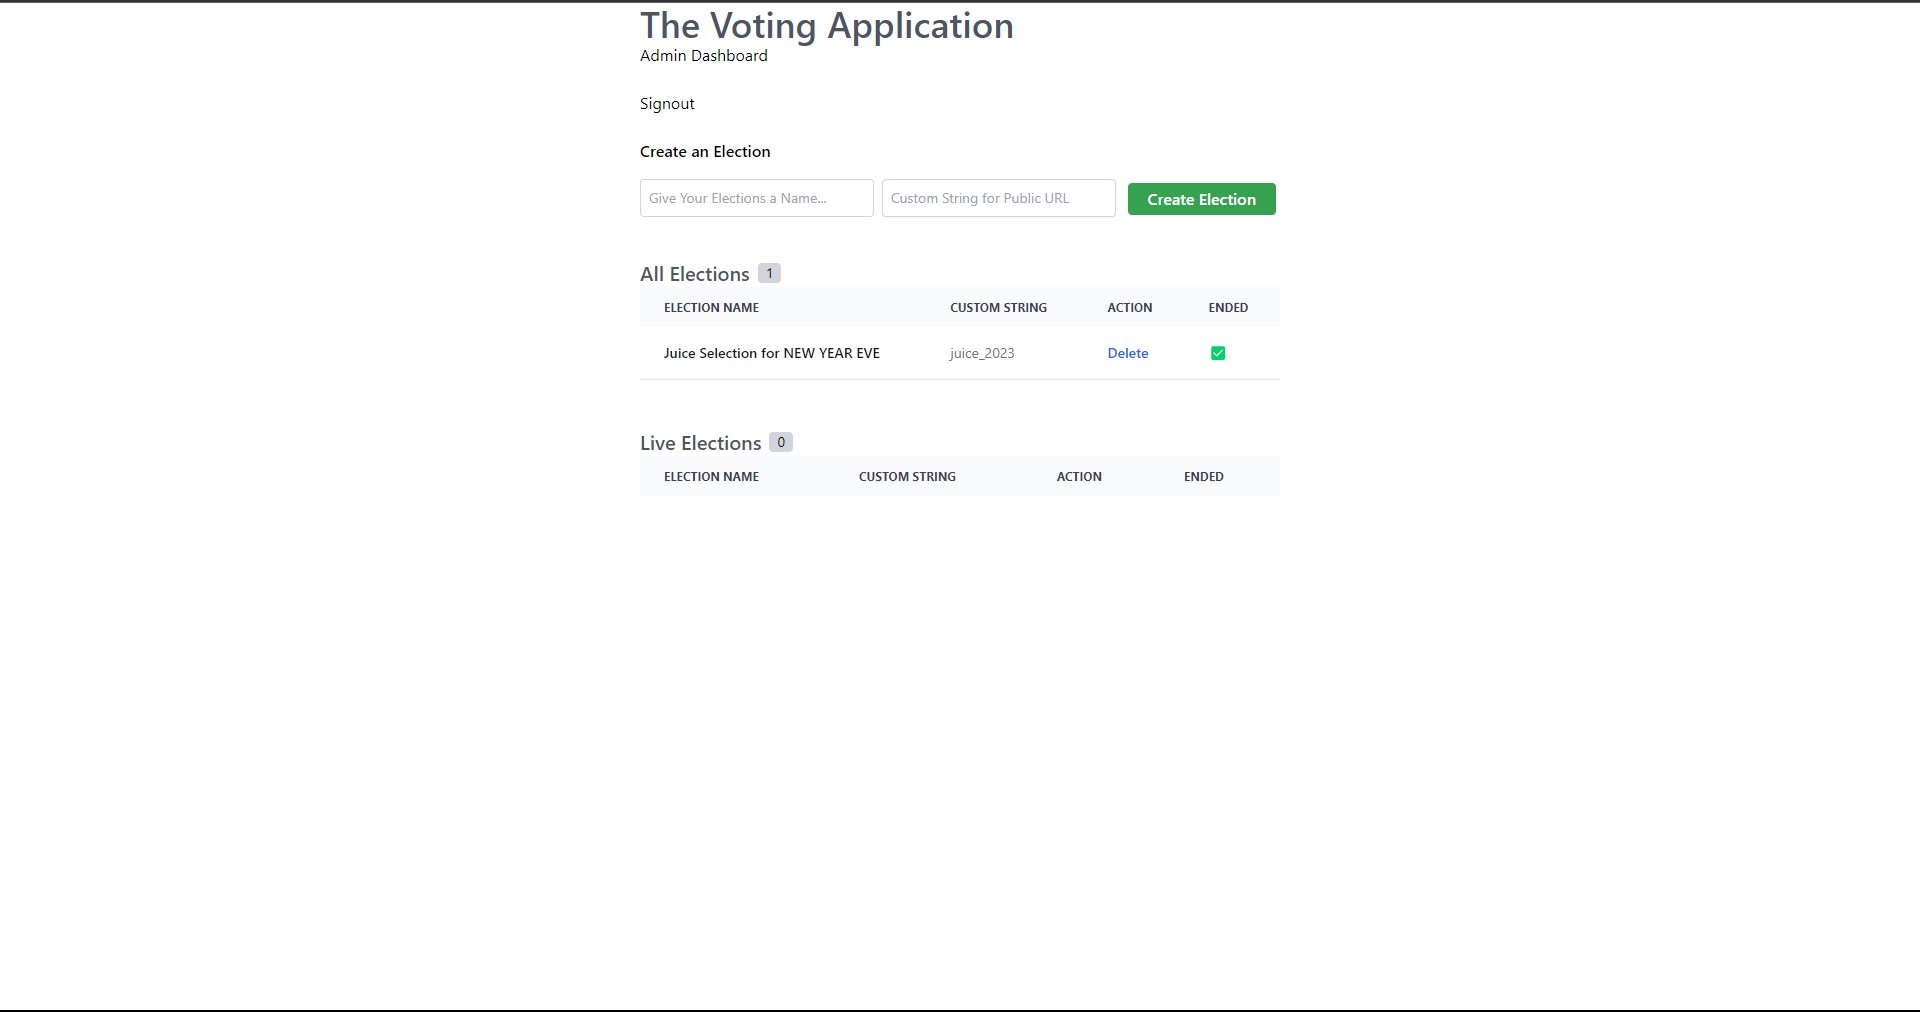 The Voting Application
Admin Dashboard
Signout
Create an Election
Give Your Elections a Name... Custom String for Public URL Create Election
All Elections 1
ELECTION NAME CUSTOM STRING ACTION ENDED
Juice Selection for NEW YEAR EVE juice_2023 Delete
Live Elections 0
ELECTION NAME CUSTOM STRING ACTION ENDED